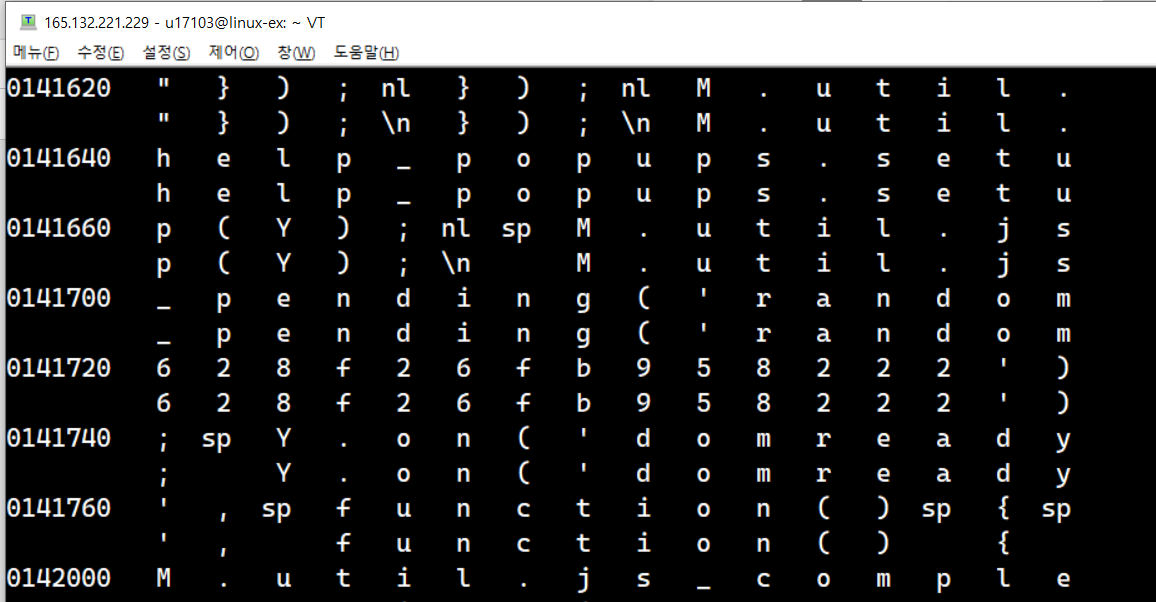 165.132.221.229 - u17103@linux-ex: ~ VT
메뉴(F) 수정(E) 설정(S) 제어(O) 창(W) 도움말(H)
0141620 " } ) ; nl } ) ; nl M . u t i l .
" } ) ; \n } ) ; \n M . u t i l .
0141640 h e l p _ p o p u p s . s e t u
h e l p _ p o p u p s . s e t u
0141660 p ( Y ) ; nl sp M . u t i l . j s
p ( Y ) ; \n M . u t i l . j s
0141700 _ p e n d i n g ( ' r a n d o m
_ p e n d i n g ( ' r a n d o m
0141720 6 2 8 f 2 6 f b 9 5 8 2 2 2 ' )
6 2 8 f 2 6 f b 9 5 8 2 2 2 ' )
0141740 ; sp Y . o n ( ' d o m r e a d y
; Y . o n ( ' d o m r e a d y
0141760 ' , sp f u n c t i o n ( ) sp { sp
' , f u n c t i o n ( ) {
0142000 M . u t i l . j s _ c o m p l e